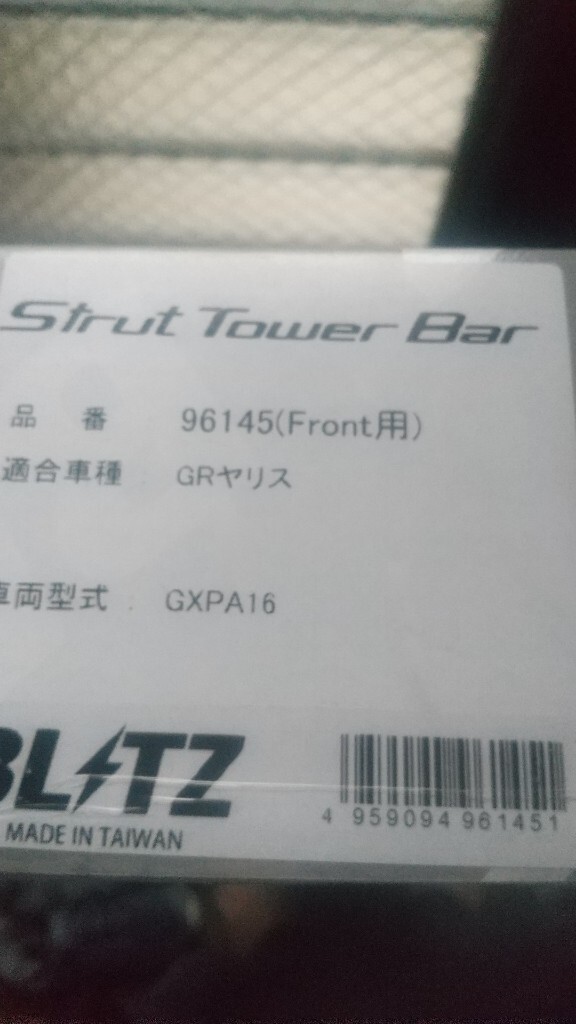 Strut Tower Bar
品 番 96145(Front用)
適合車種 GRヤリス
車両型式 : GXPA16
BLITZ
MADE IN TAIWAN
4 959094 961451